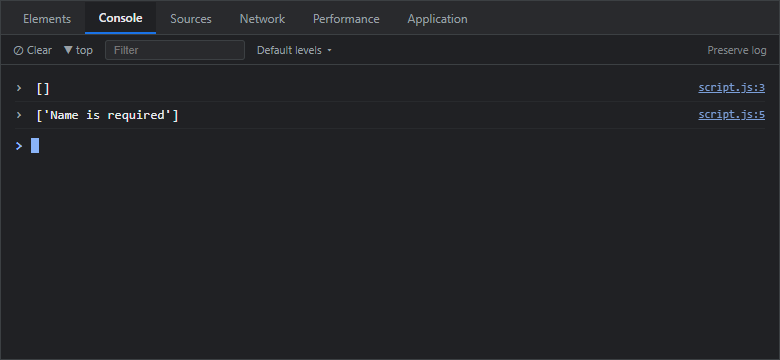 Elements Console Sources Network Performance Application
Clear ▼ top Filter Default levels Preserve log
› [] script.js:3
› ['Name is required'] script.js:5
>